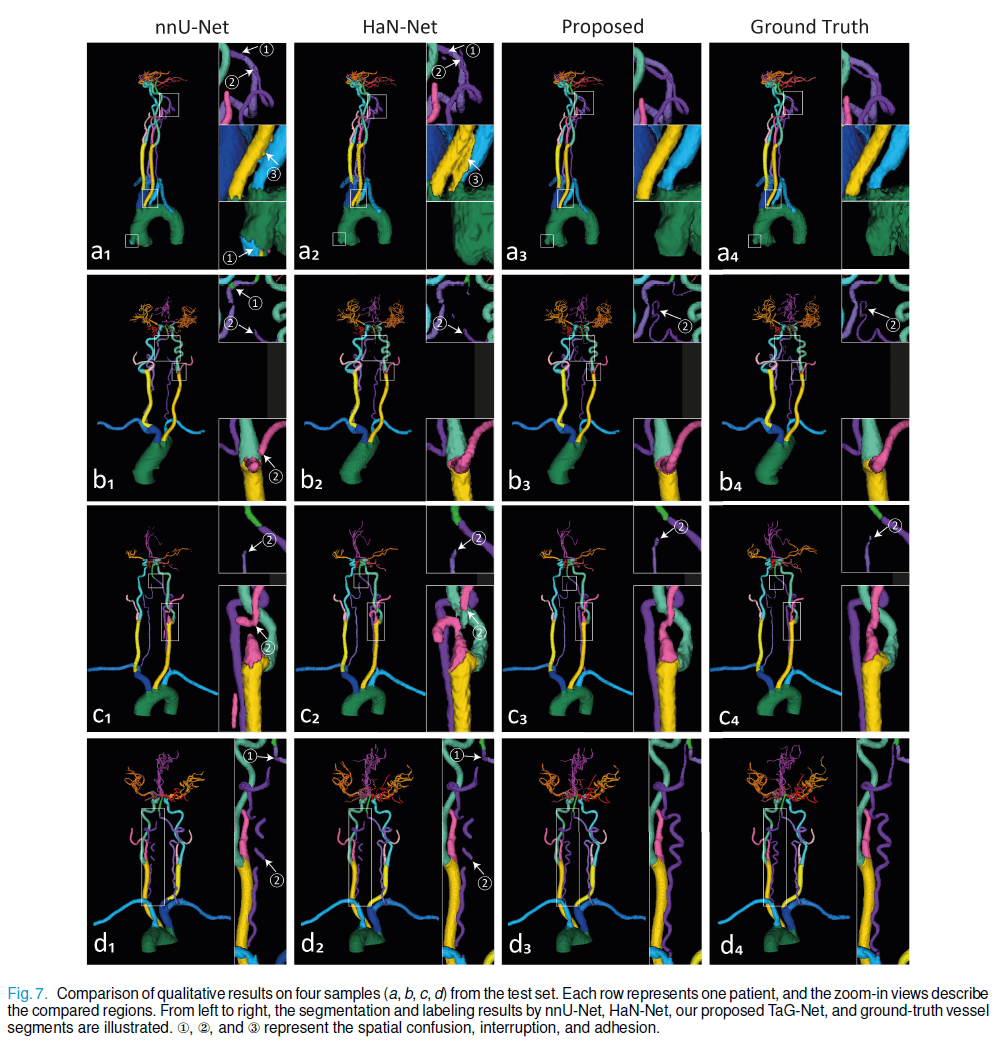 nnU-Net HaN-Net Proposed Ground Truth
① ① 
② ②
③ ③
①
a₁ a₂ a₃ a₄
①
② ② ② ②
②
b₁ b₂ b₃ b₄
② ② ② ②
② ②
c₁ c₂ c₃ c₄
① ①
② ②
d₁ d₂ d₃ d₄
Fig. 7. Comparison of qualitative results on four samples (a, b, c, d) from the test set. Each row represents one patient, and the zoom-in views describe
the compared regions. From left to right, the segmentation and labeling results by nnU-Net, HaN-Net, our proposed TaG-Net, and ground-truth vessel
segments are illustrated. ①, ②, and ③ represent the spatial confusion, interruption, and adhesion.